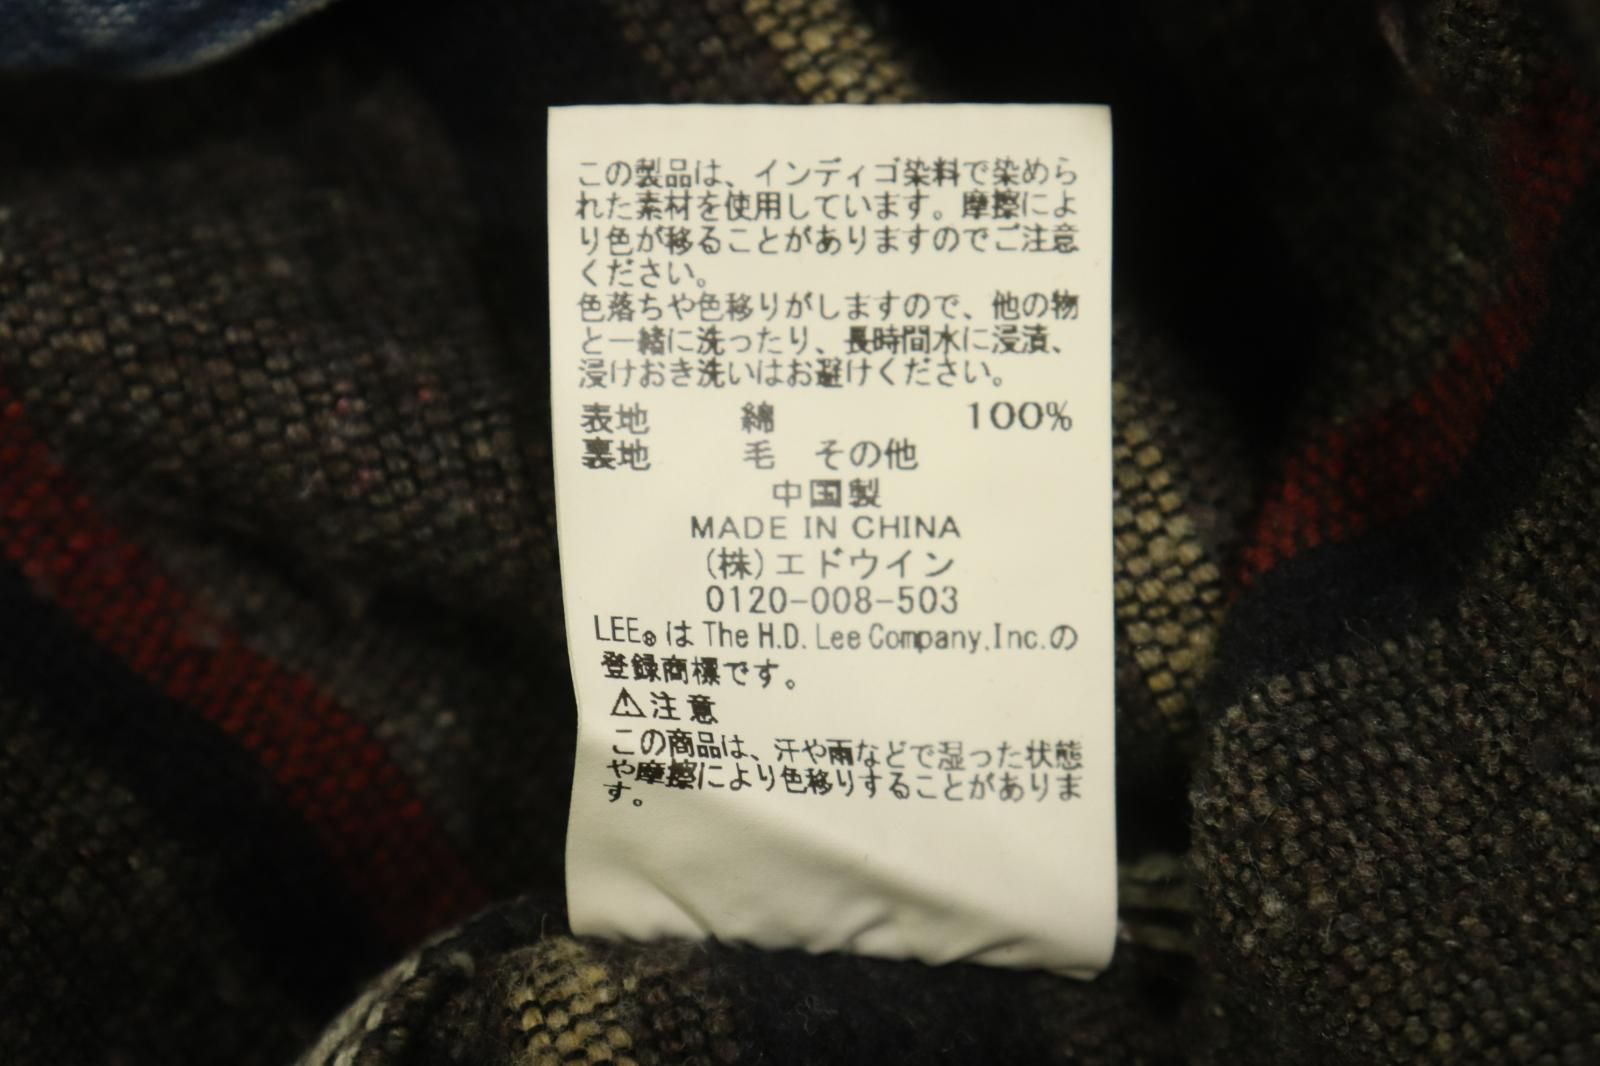 この製品は、インディゴ染料で染めら
れた素材を使用しています。摩擦によ
り色が移ることがありますのでご注意
ください。
色落ちや色移りがしますので、他の物
と一緒に洗ったり、長時間水に浸漬、
浸けおき洗いはお避けください。
表地 綿 100%
裏地 毛 その他
中国製
MADE IN CHINA
(株)エドウイン
0120-008-503
LEE®はThe H.D. Lee Company,Inc.の
登録商標です。
⚠注意
この商品は、汗や雨などで湿った状態
や摩擦により色移りすることがありま
す。